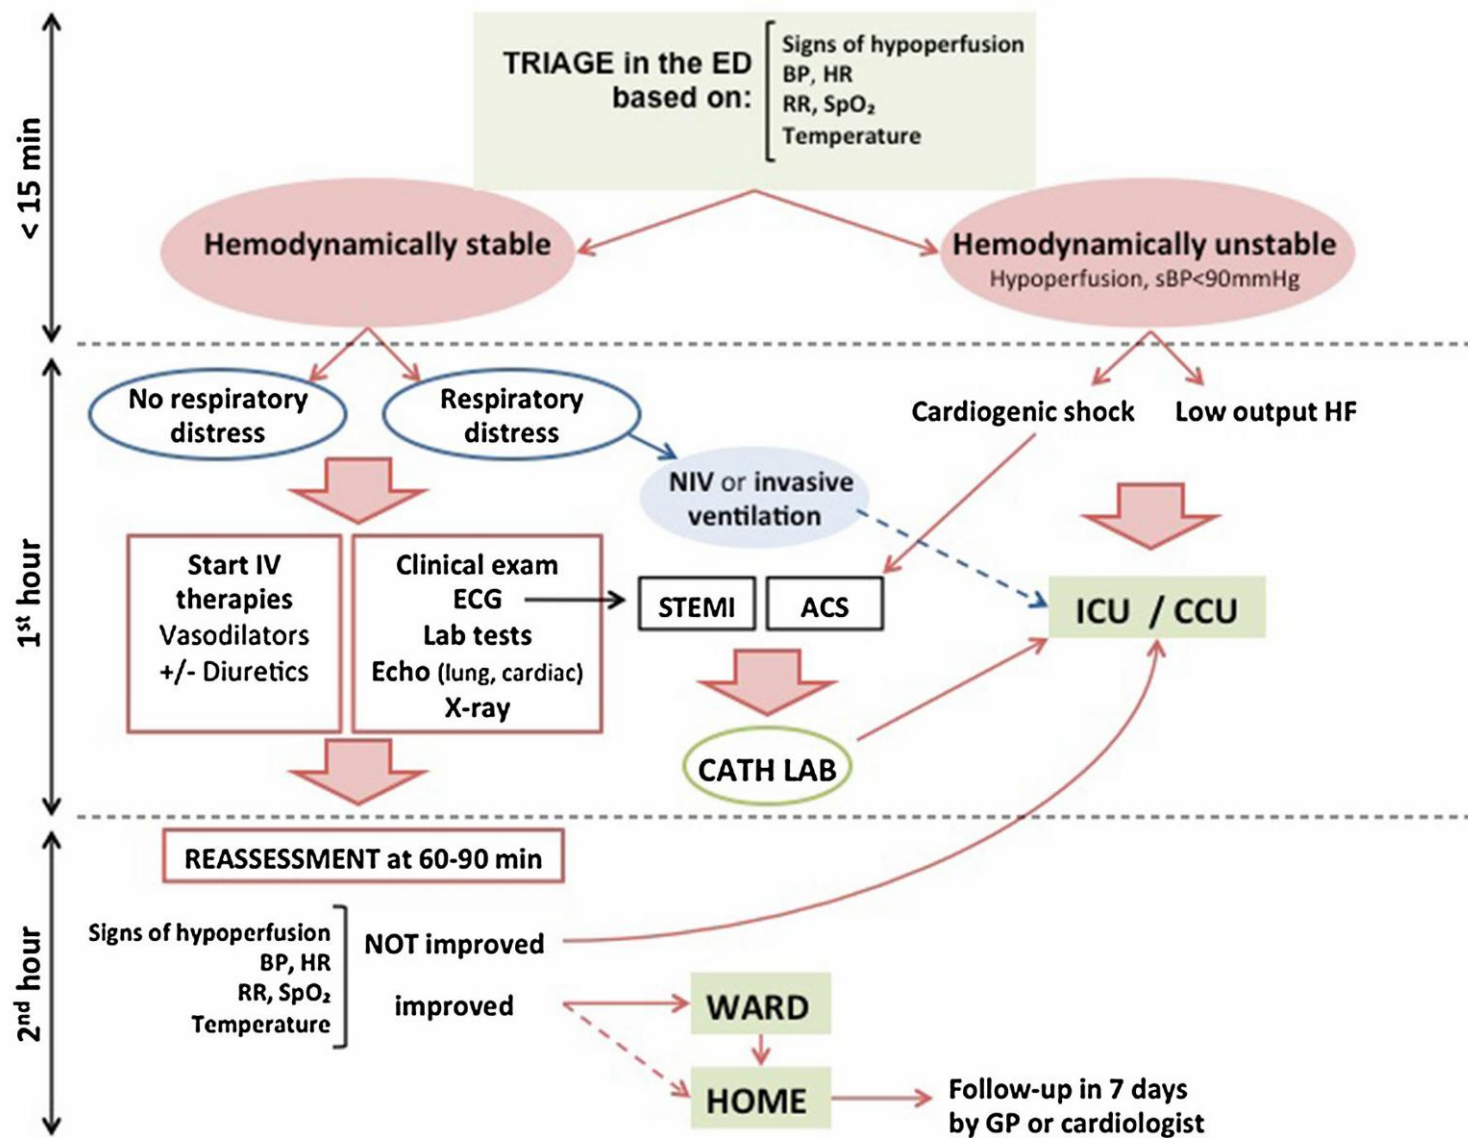 < 15 min
TRIAGE in the ED
based on:
Signs of hypoperfusion
BP, HR
RR, SpO₂
Temperature
Hemodynamically stable
Hemodynamically unstable
Hypoperfusion, sBP<90mmHg
1st hour
No respiratory
distress
Respiratory
distress
Cardiogenic shock
Low output HF
NIV or invasive
ventilation
Start IV
therapies
Vasodilators
+/- Diuretics
Clinical exam
ECG
Lab tests
Echo (lung, cardiac)
X-ray
STEMI
ACS
ICU / CCU
CATH LAB
2nd hour
REASSESSMENT at 60-90 min
Signs of hypoperfusion
BP, HR
RR, SpO₂
Temperature
NOT improved
improved
WARD
HOME
Follow-up in 7 days
by GP or cardiologist